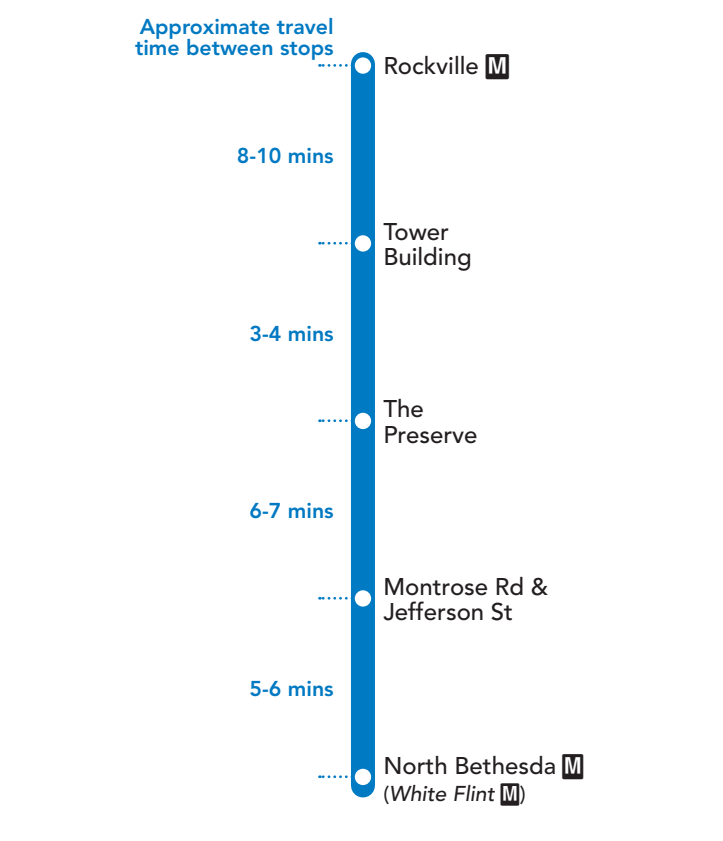 Approximate travel
time between stops
Rockville M
8-10 mins
Tower
Building
3-4 mins
The
Preserve
6-7 mins
Montrose Rd &
Jefferson St
5-6 mins
North Bethesda M
(White Flint M)